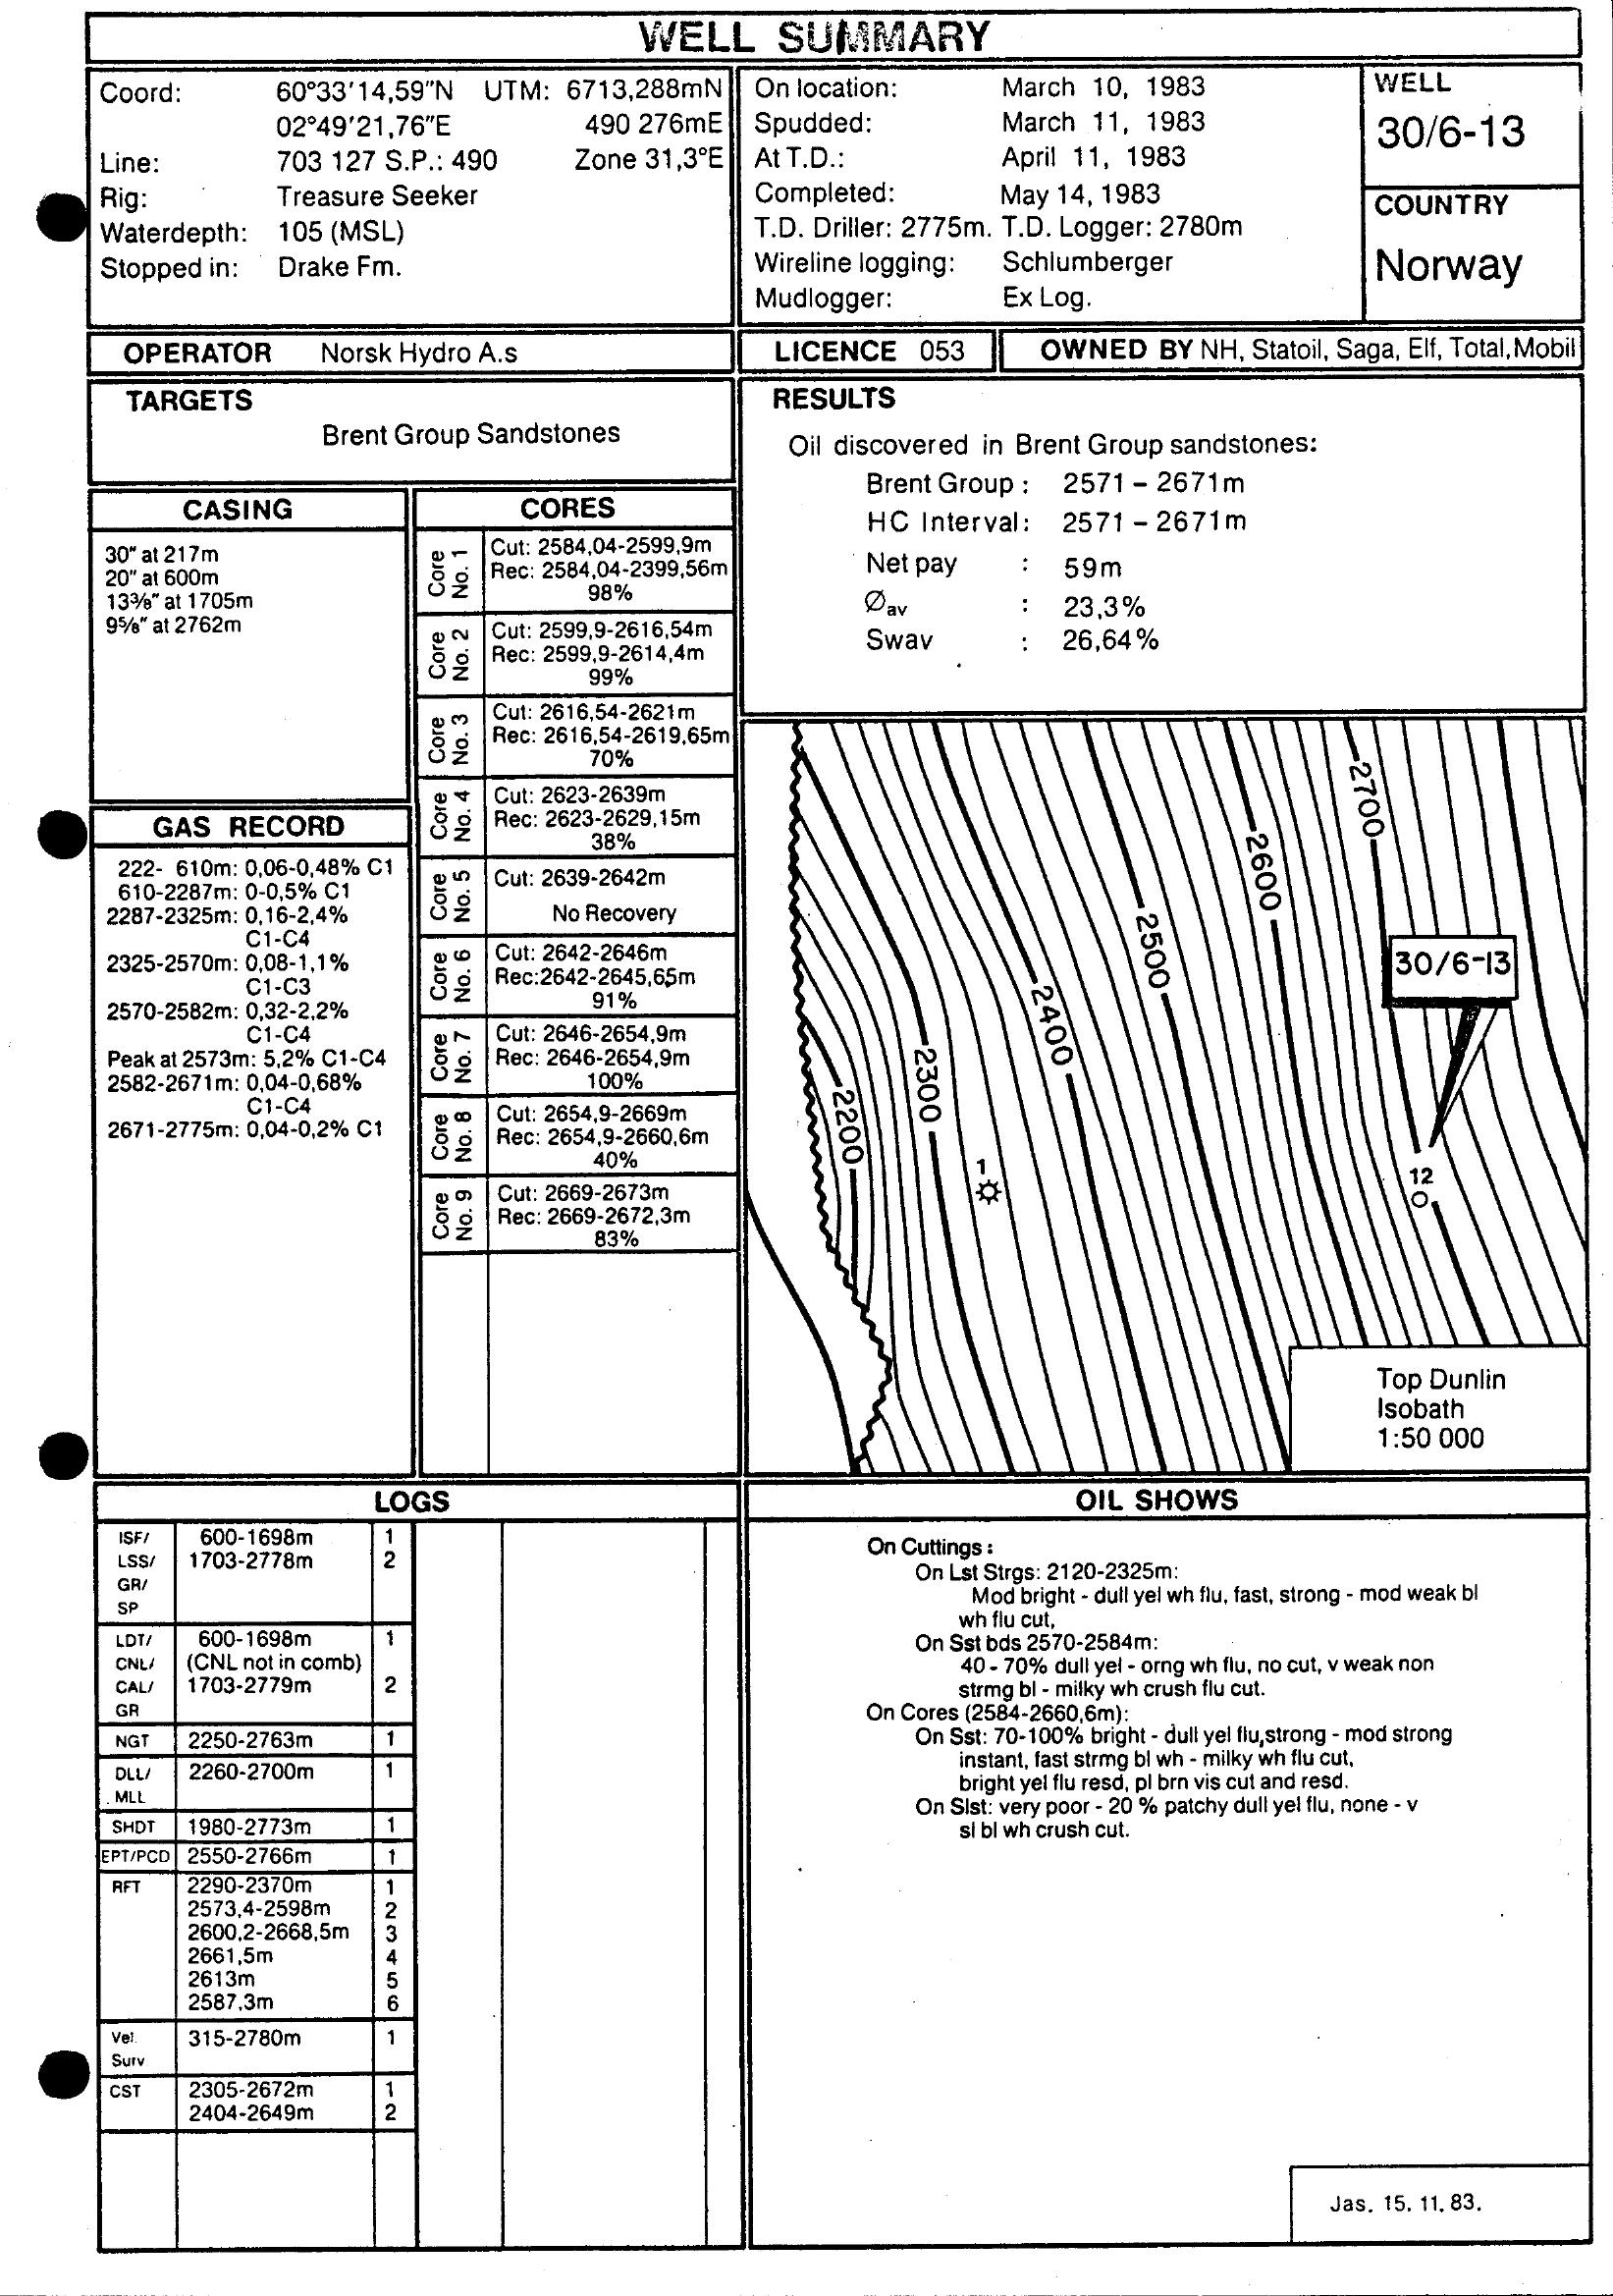 WELL SUMMARY
Coord: 60°33'14,59"N UTM: 6713,288mN
02°49'21,76"E 490 276mE
Line: 703 127 S.P.: 490 Zone 31,3°E
Rig: Treasure Seeker
Waterdepth: 105 (MSL)
Stopped in: Drake Fm.
On location: March 10, 1983
Spudded: March 11, 1983
At T.D.: April 11, 1983
Completed: May 14, 1983
T.D. Driller: 2775m. T.D. Logger: 2780m
Wireline logging: Schlumberger
Mudlogger: Ex Log.
WELL
30/6-13
COUNTRY
Norway
OPERATOR Norsk Hydro A.s
LICENCE 053
OWNED BY NH, Statoil, Saga, Elf, Total, Mobil
TARGETS
Brent Group Sandstones
RESULTS
Oil discovered in Brent Group sandstones:
Brent Group : 2571 – 2671m
HC Interval: 2571 – 2671m
Net pay : 59m
Øav : 23,3%
Swav : 26,64%
CASING
30" at 217m
20" at 600m
13⅜" at 1705m
9⅝" at 2762m
CORES
Core No. 1
Cut: 2584,04-2599,9m
Rec: 2584,04-2399,56m
98%
Core No. 2
Cut: 2599,9-2616,54m
Rec: 2599,9-2614,4m
99%
Core No. 3
Cut: 2616,54-2621m
Rec: 2616,54-2619,65m
70%
Core No. 4
Cut: 2623-2639m
Rec: 2623-2629,15m
38%
Core No. 5
Cut: 2639-2642m
No Recovery
Core No. 6
Cut: 2642-2646m
Rec:2642-2645,65m
91%
Core No. 7
Cut: 2646-2654,9m
Rec: 2646-2654,9m
100%
Core No. 8
Cut: 2654,9-2669m
Rec: 2654,9-2660,6m
40%
Core No. 9
Cut: 2669-2673m
Rec: 2669-2672,3m
83%
GAS RECORD
222- 610m: 0,06-0,48% C1
610-2287m: 0-0,5% C1
2287-2325m: 0,16-2,4%
C1-C4
2325-2570m: 0,08-1,1%
C1-C3
2570-2582m: 0,32-2,2%
C1-C4
Peak at 2573m: 5,2% C1-C4
2582-2671m: 0,04-0,68%
C1-C4
2671-2775m: 0,04-0,2% C1
2700
2600
2500
2400
2300
2200
30/6-13
1
12
Top Dunlin
Isobath
1:50 000
LOGS
ISF/ 600-1698m 1
LSS/ 1703-2778m 2
GR/
SP
LDT/ 600-1698m 1
CNL/ (CNL not in comb)
CAL/ 1703-2779m 2
GR
NGT 2250-2763m 1
DLL/ 2260-2700m 1
MLL
SHDT 1980-2773m 1
EPT/PCD 2550-2766m 1
RFT 2290-2370m 1
2573,4-2598m 2
2600,2-2668,5m 3
2661,5m 4
2613m 5
2587,3m 6
Vel. 315-2780m 1
Surv
CST 2305-2672m 1
2404-2649m 2
OIL SHOWS
On Cuttings :
On Lst Strgs: 2120-2325m:
Mod bright - dull yel wh flu, fast, strong - mod weak bl
wh flu cut,
On Sst bds 2570-2584m:
40 - 70% dull yel - orng wh flu, no cut, v weak non
strmg bl - milky wh crush flu cut.
On Cores (2584-2660,6m):
On Sst: 70-100% bright - dull yel flu,strong - mod strong
instant, fast strmg bl wh - milky wh flu cut,
bright yel flu resd, pl brn vis cut and resd.
On Slst: very poor - 20 % patchy dull yel flu, none - v
sl bl wh crush cut.
Jas. 15. 11. 83.